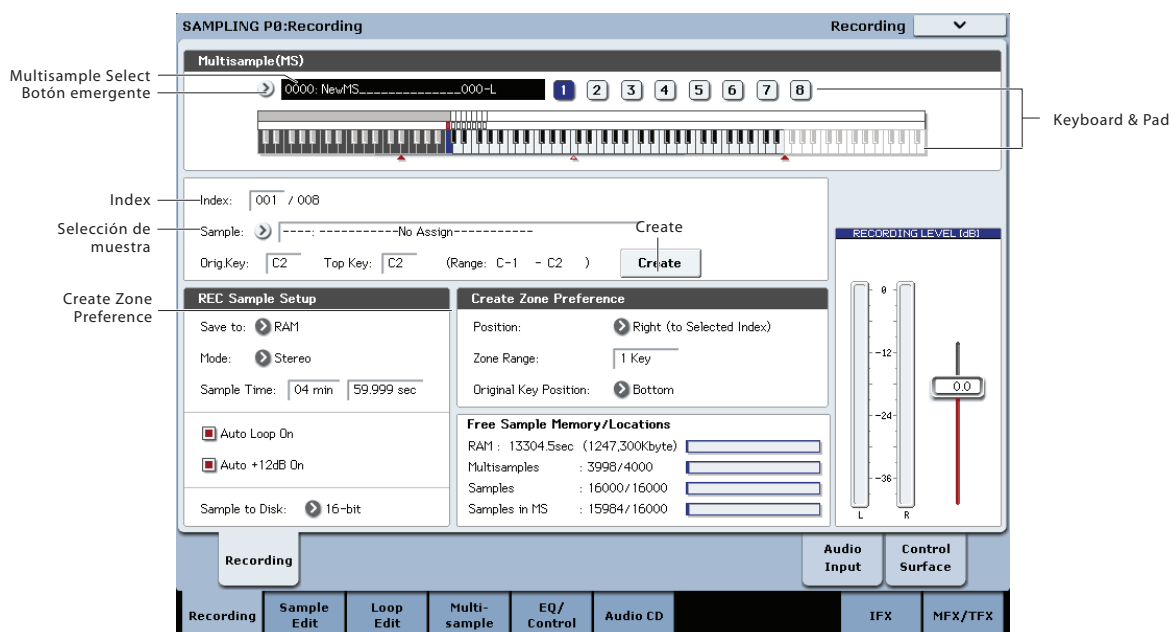 SAMPLING P0:Recording
Recording
Multisample(MS)
Multisample Select
Botón emergente
0000: NewMS______________000-L
1 2 3 4 5 6 7 8
Keyboard & Pad
Index
Index: 001 / 008
Selección de
muestra
Sample: ----: -----------No Assign-----------
Create
Orig.Key: C2 Top Key: C2 (Range: C-1 - C2 ) Create
RECORDING LEVEL [dB]
Create Zone
Preference
REC Sample Setup
Save to: RAM
Mode: Stereo
Sample Time: 04 min 59.999 sec
Auto Loop On
Auto +12dB On
Sample to Disk: 16-bit
Create Zone Preference
Position: Right (to Selected Index)
Zone Range: 1 Key
Original Key Position: Bottom
Free Sample Memory/Locations
RAM : 13304.5sec (1247,300Kbyte)
Multisamples : 3998/4000
Samples : 16000/16000
Samples in MS : 15984/16000
0
-12
-24
-36
L R
0.0
Recording
Audio
Input
Control
Surface
Recording
Sample
Edit
Loop
Edit
Multi-
sample
EQ/
Control
Audio CD
IFX
MFX/TFX